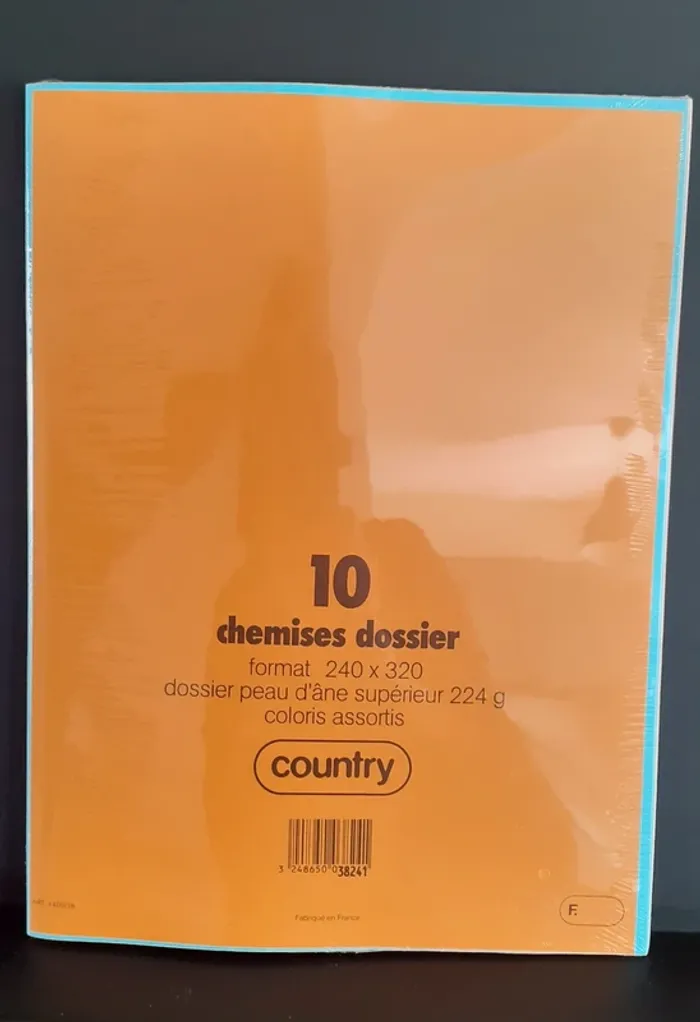 10
chemises dossier
format 240 x 320
dossier peau d'âne supérieur 224 g
coloris assortis
country
3 248650 038241
Fabriqué en France
F.